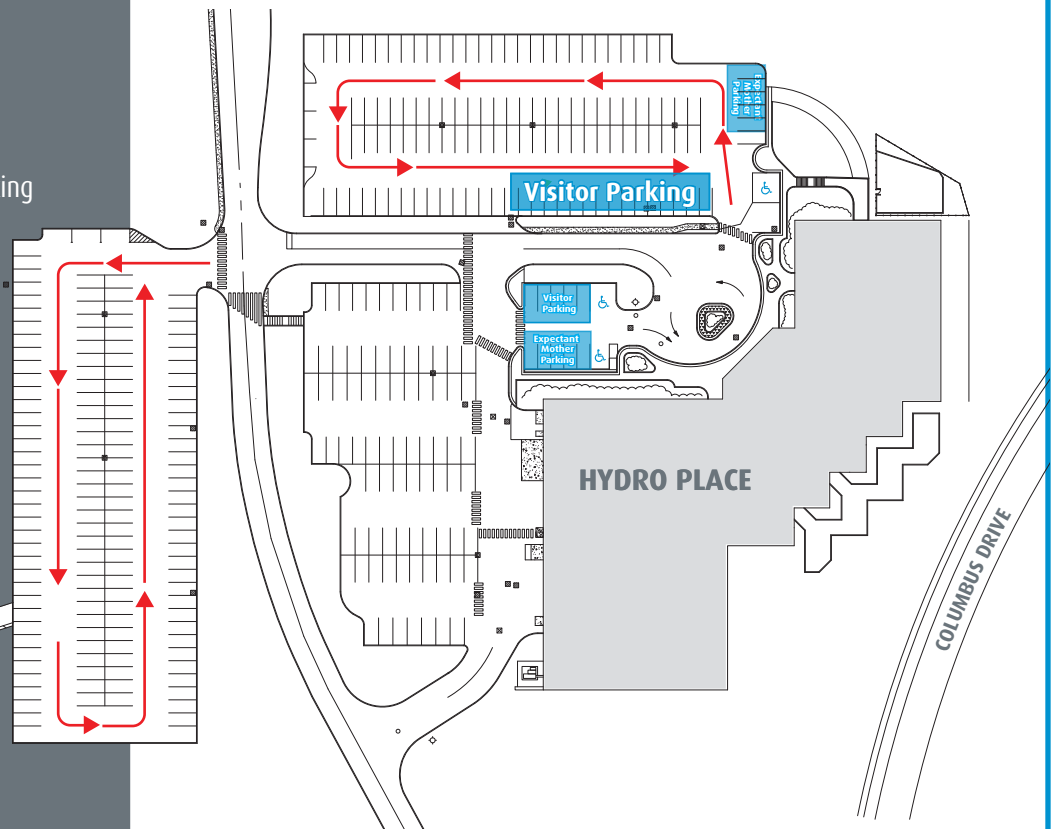 ing
Expectant
Mother
Parking
Visitor Parking
Visitor
Parking
Expectant
Mother
Parking
HYDRO PLACE
COLUMBUS DRIVE